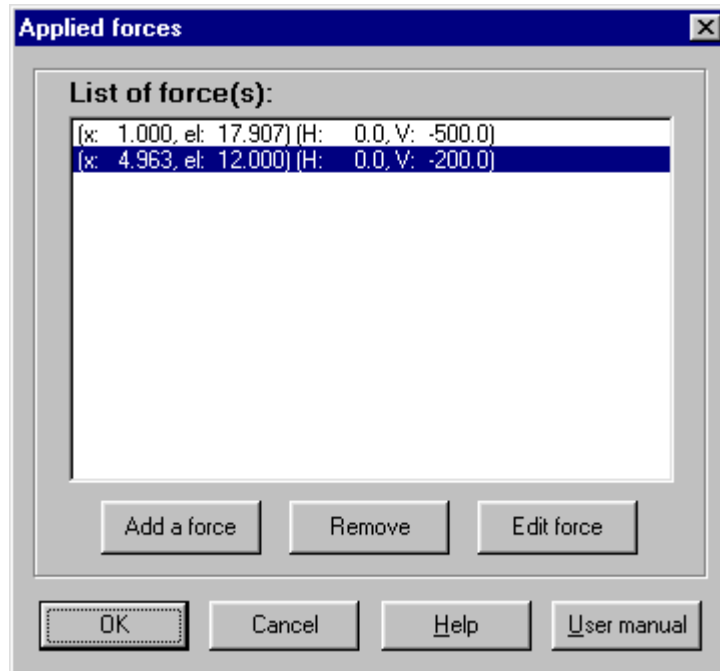 Applied forces
List of force(s):
(x: 1.000, el: 17.907) (H: 0.0, V: -500.0)
(x: 4.963, el: 12.000) (H: 0.0, V: -200.0)
Add a force Remove Edit force
OK Cancel Help User manual